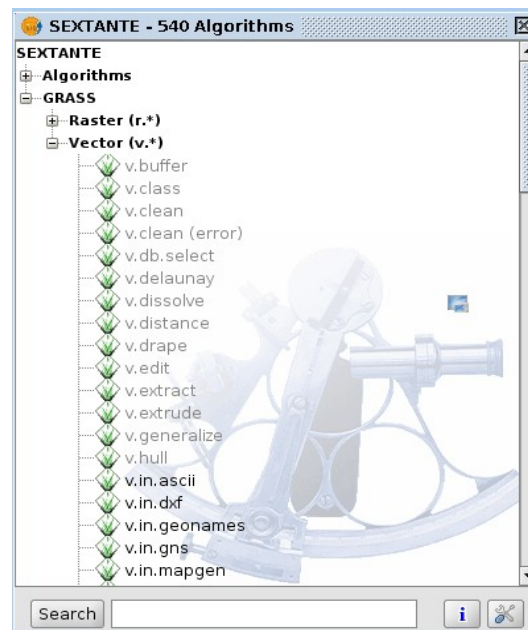 SEXTANTE - 540 Algorithms
SEXTANTE
Algorithms
GRASS
Raster (r.*)
Vector (v.*)
v.buffer
v.class
v.clean
v.clean (error)
v.db.select
v.delaunay
v.dissolve
v.distance
v.drape
v.edit
v.extract
v.extrude
v.generalize
v.hull
v.in.ascii
v.in.dxf
v.in.geonames
v.in.gns
v.in.mapgen
Search i